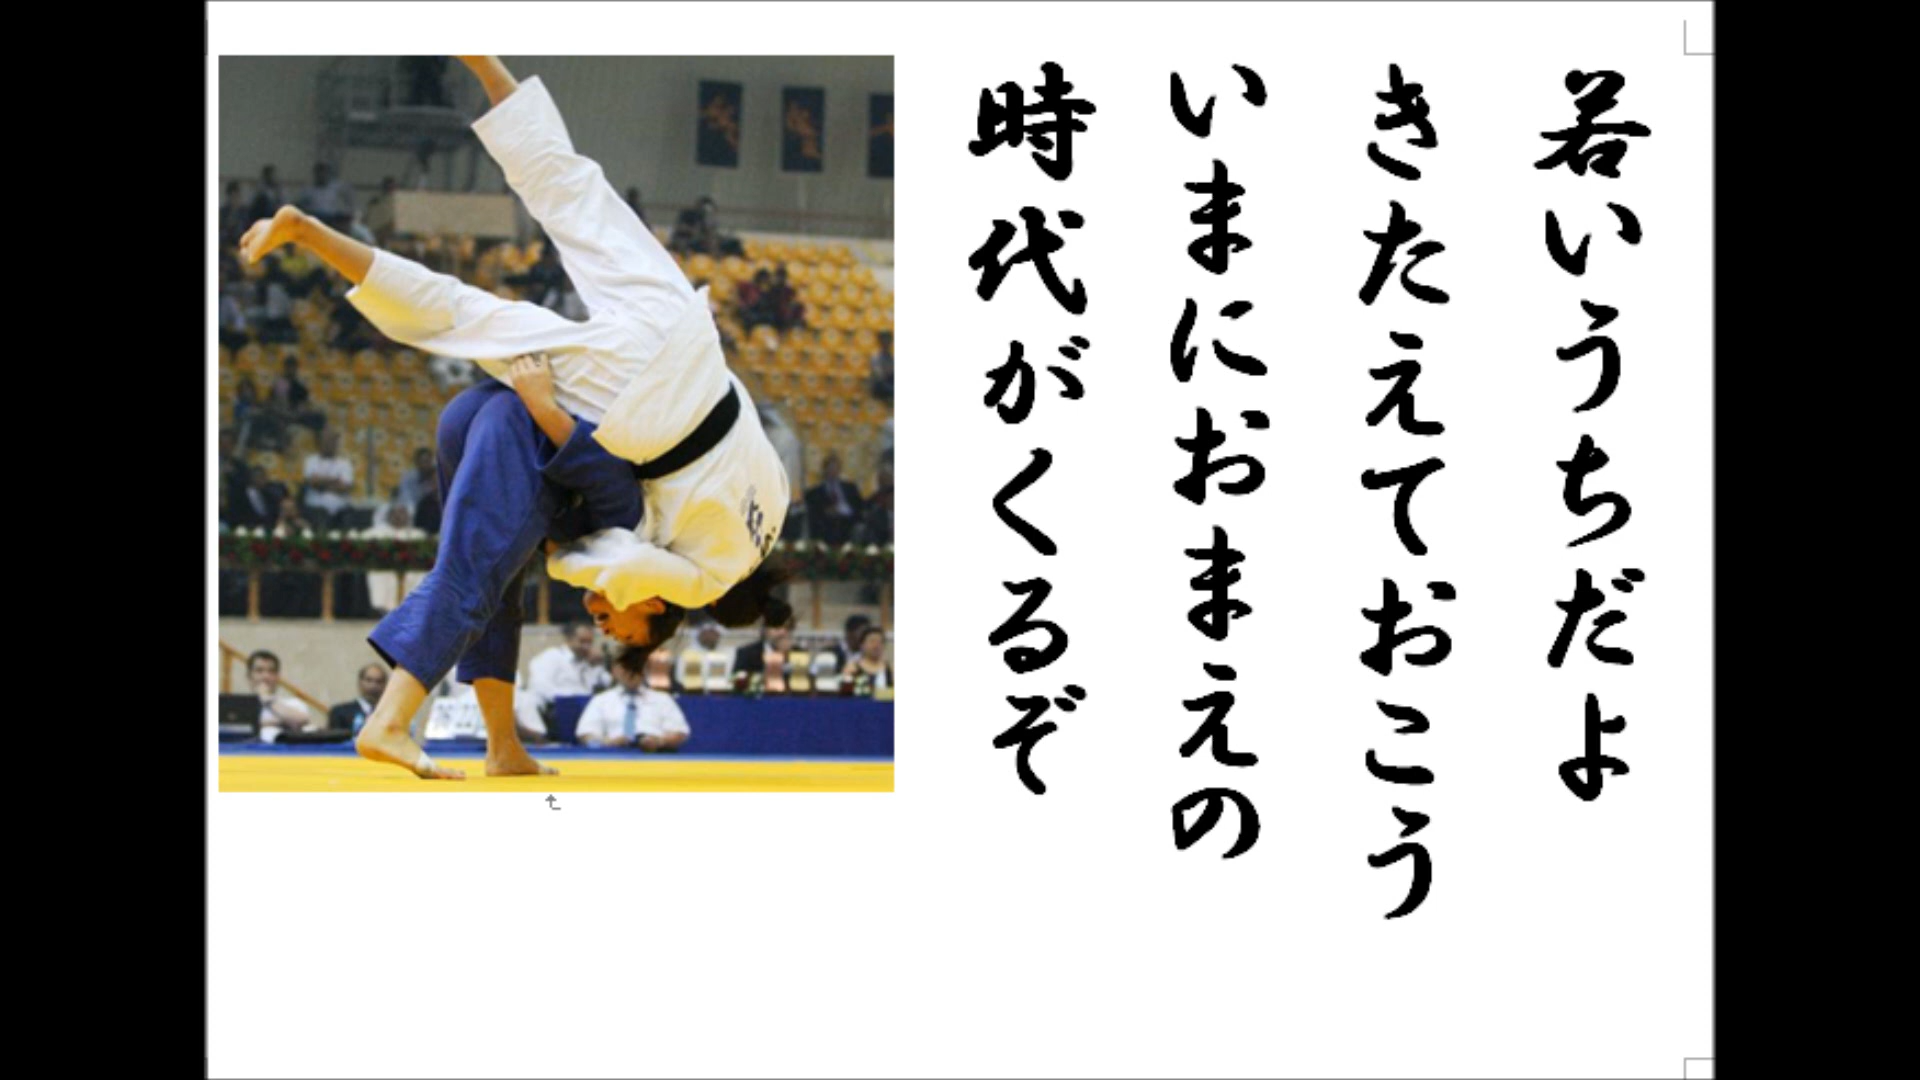 若いうちだよ
きたえておこう
いまにおまえの
時代がくるぞ